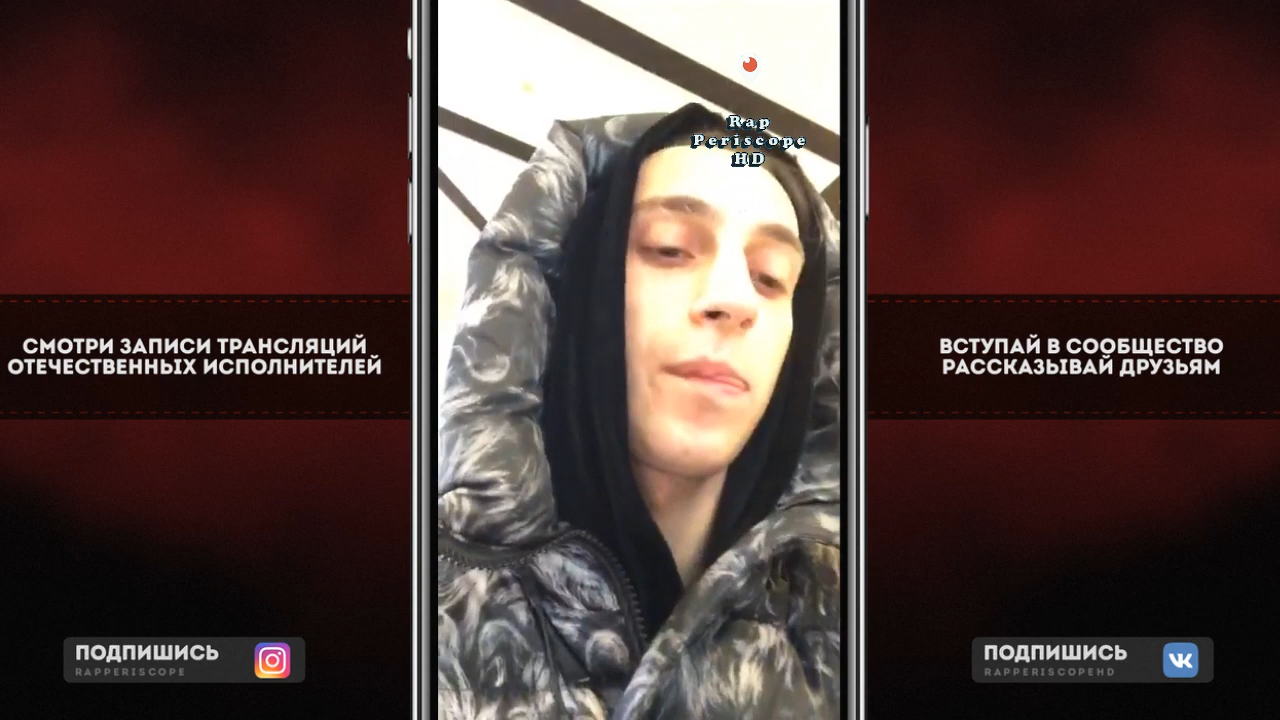 Rap
Periscope
HD
СМОТРИ ЗАПИСИ ТРАНСЛЯЦИЙ
ОТЕЧЕСТВЕННЫХ ИСПОЛНИТЕЛЕЙ
ВСТУПАЙ В СООБЩЕСТВО
РАССКАЗЫВАЙ ДРУЗЬЯМ
ПОДПИШИСЬ
RAPPERISCOPE
ПОДПИШИСЬ
RAPPERISCOPEHD